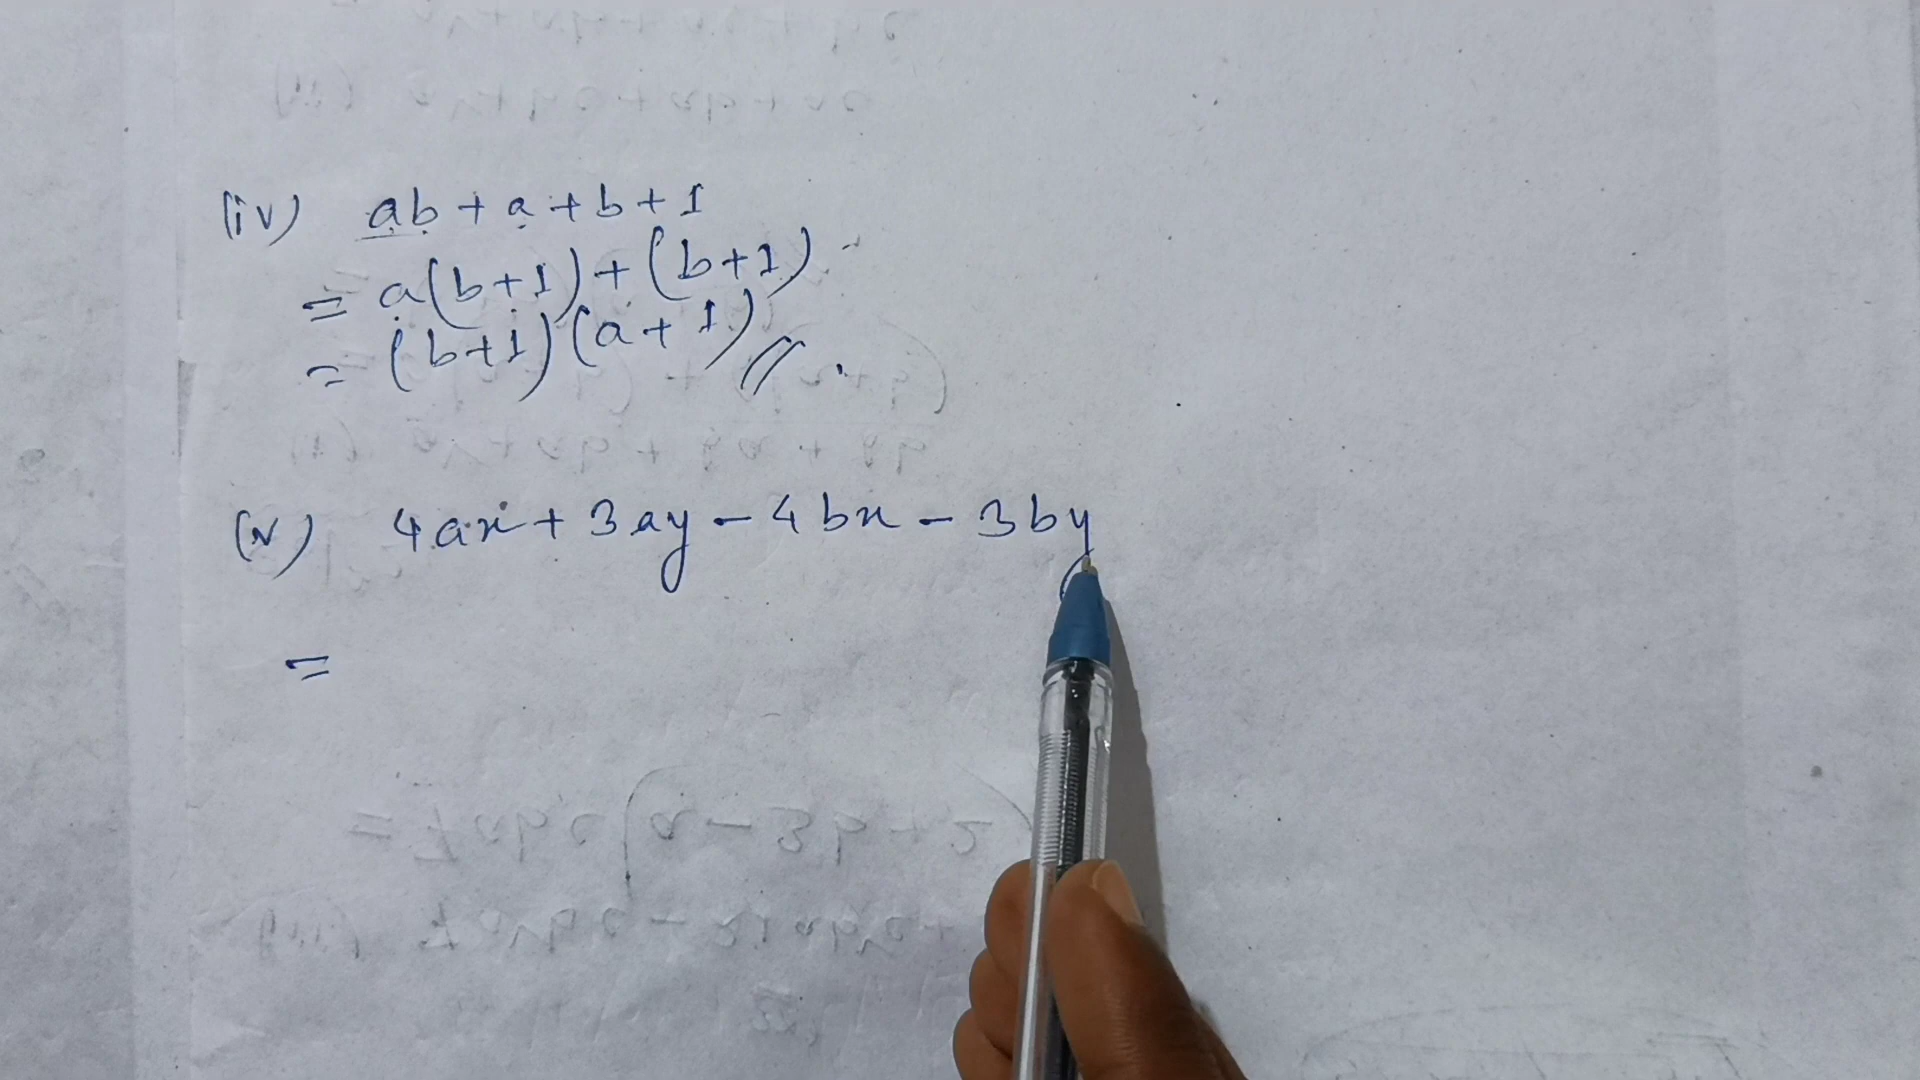 (iv) ab + a + b + 1
= a(b+1) + (b+1)
= (b+1)(a+1)//.
(v) 4ax + 3ay - 4bx - 3by
=